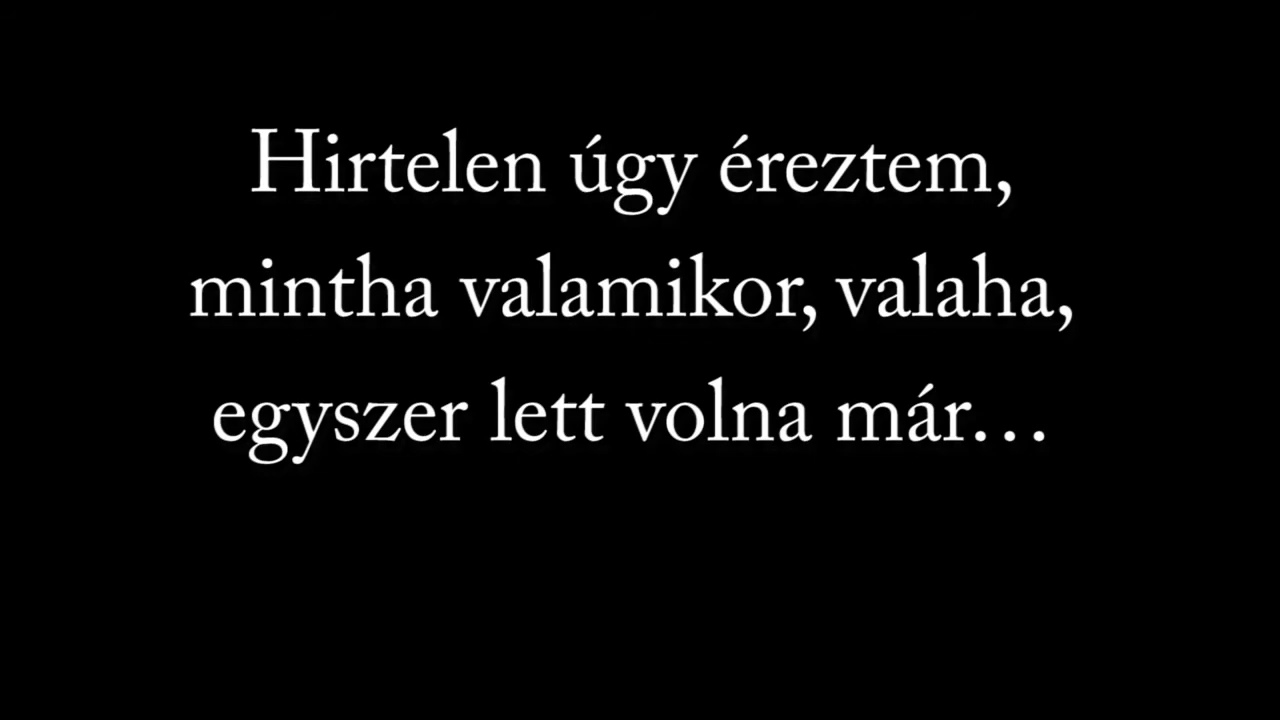 Hirtelen úgy éreztem,
mintha valamikor, valaha,
egyszer lett volna már...